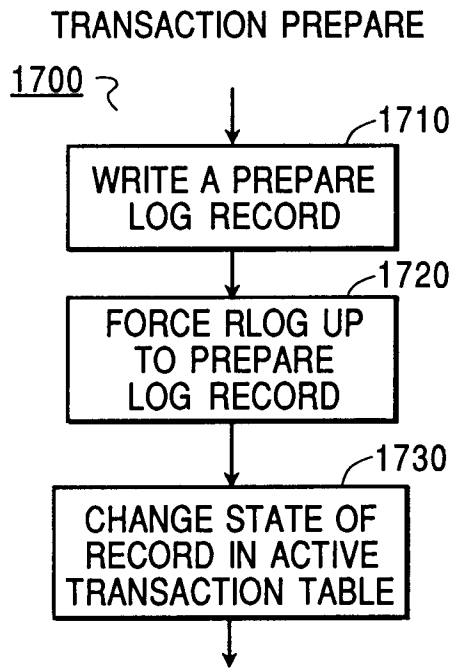 TRANSACTION PREPARE
1700
1710
WRITE A PREPARE
LOG RECORD
1720
FORCE RLOG UP
TO PREPARE
LOG RECORD
1730
CHANGE STATE OF
RECORD IN ACTIVE
TRANSACTION TABLE